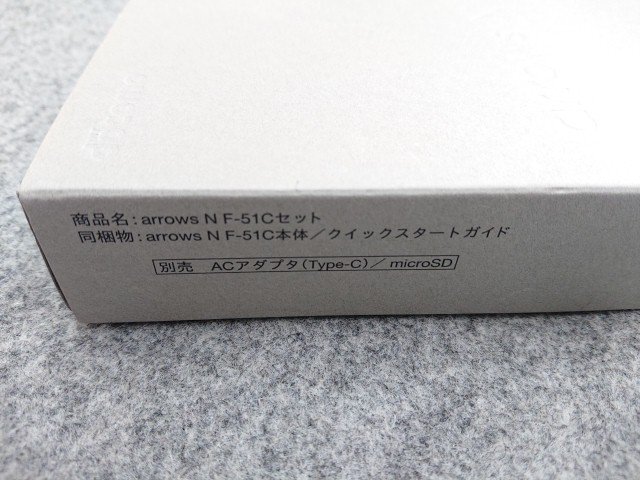 商品名:arrows N F-51Cセット
同梱物:arrows N F-51C本体/クイックスタートガイド
別売 ACアダプタ(Type-C)/ microSD